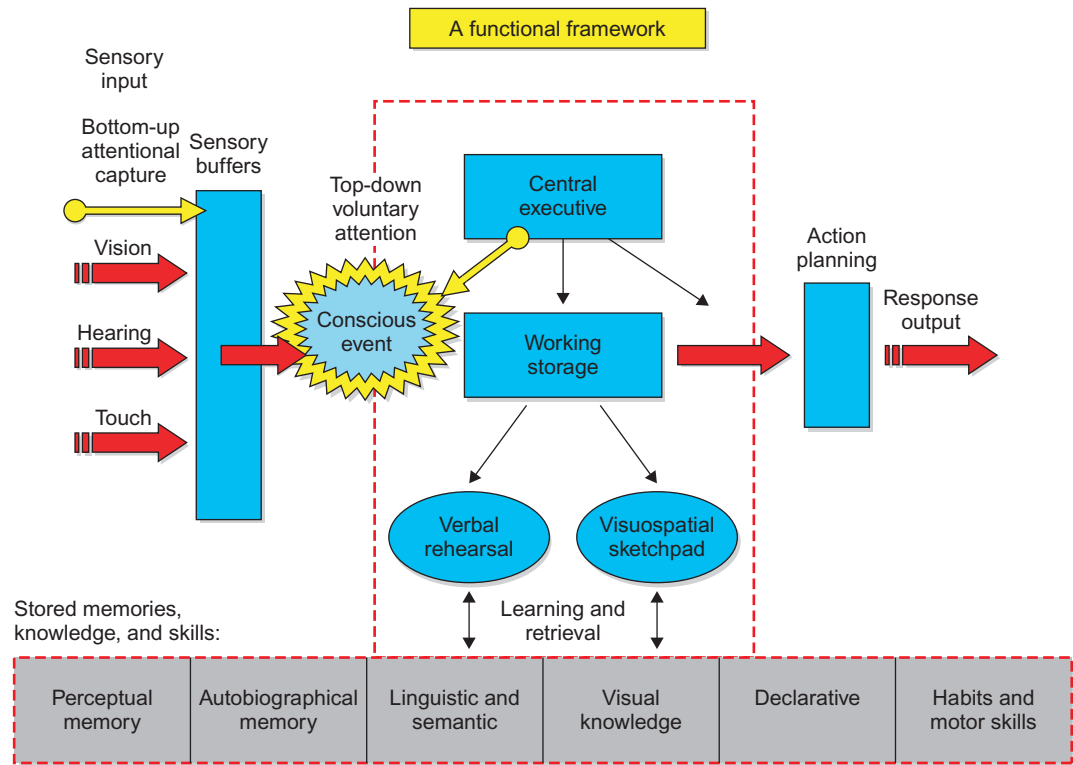 A functional framework
Sensory
input
Bottom-up
attentional
capture
Sensory
buffers
Vision
Hearing
Touch
Top-down
voluntary
attention
Conscious
event
Central
executive
Working
storage
Action
planning
Response
output
Verbal
rehearsal
Visuospatial
sketchpad
Learning and
retrieval
Stored memories,
knowledge, and skills:
Perceptual
memory
Autobiographical
memory
Linguistic and
semantic
Visual
knowledge
Declarative
Habits and
motor skills